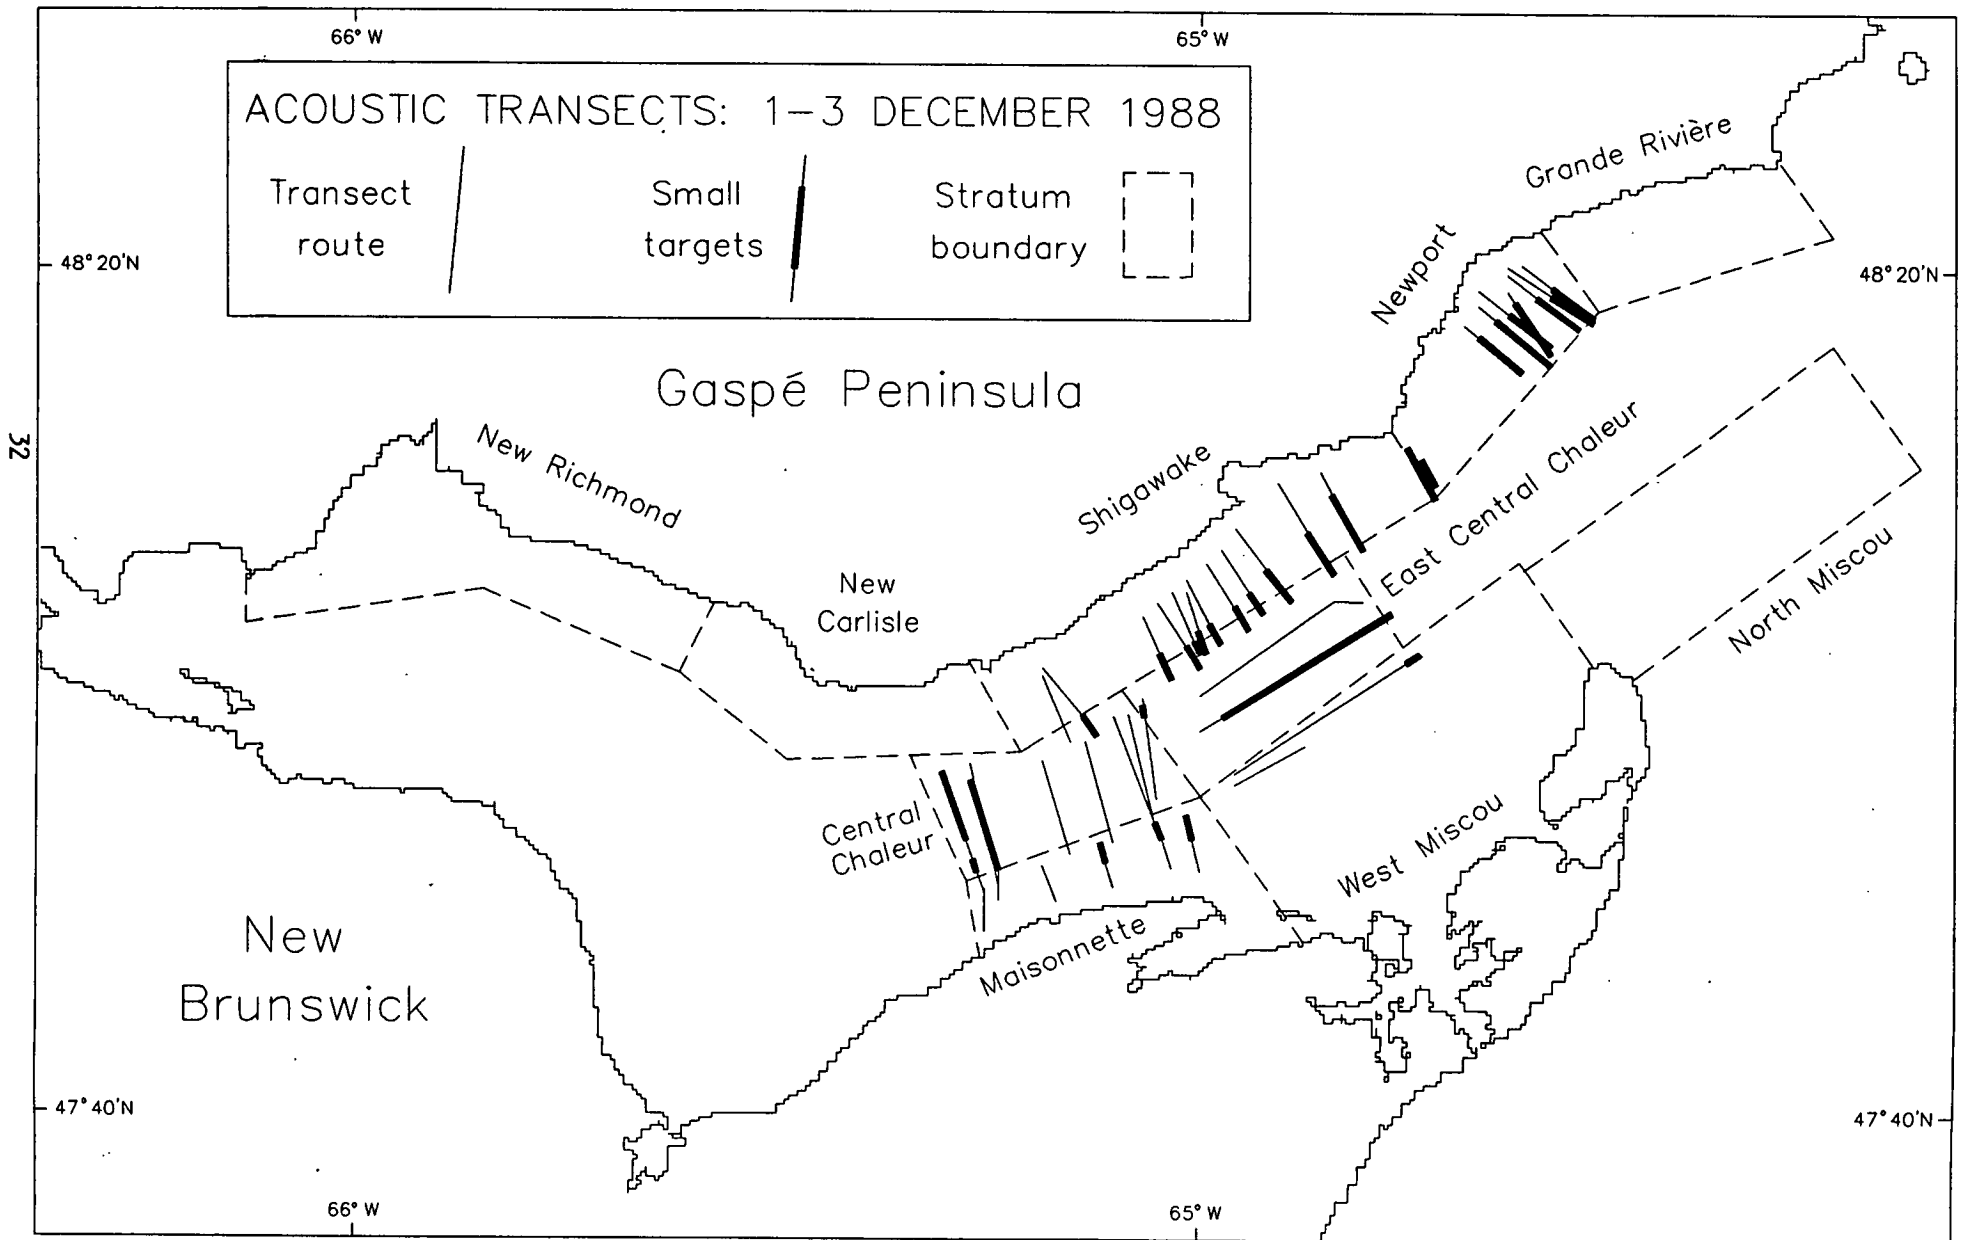 66° W
65° W
ACOUSTIC TRANSECTS: 1–3 DECEMBER 1988
Transect
route
Small
targets
Stratum
boundary
Grande Rivière
Newport
48° 20'N
48° 20'N
Gaspé Peninsula
New Richmond
Shigawake
East Central Chaleur
North Miscou
New
Carlisle
Central
Chaleur
West Miscou
Maisonnette
New
Brunswick
47° 40'N
47° 40'N
66° W
65° W
32